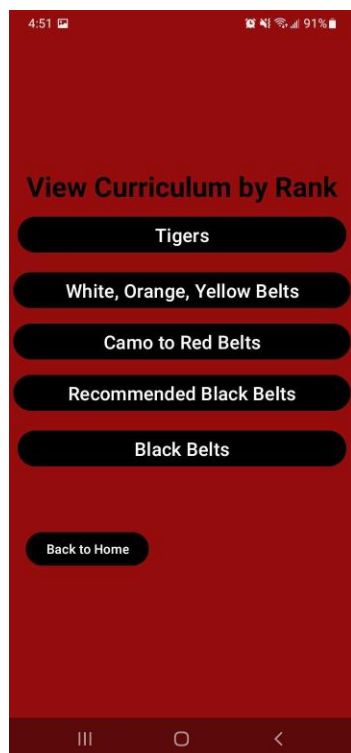 4:51 91%
View Curriculum by Rank
Tigers
White, Orange, Yellow Belts
Camo to Red Belts
Recommended Black Belts
Black Belts
Back to Home